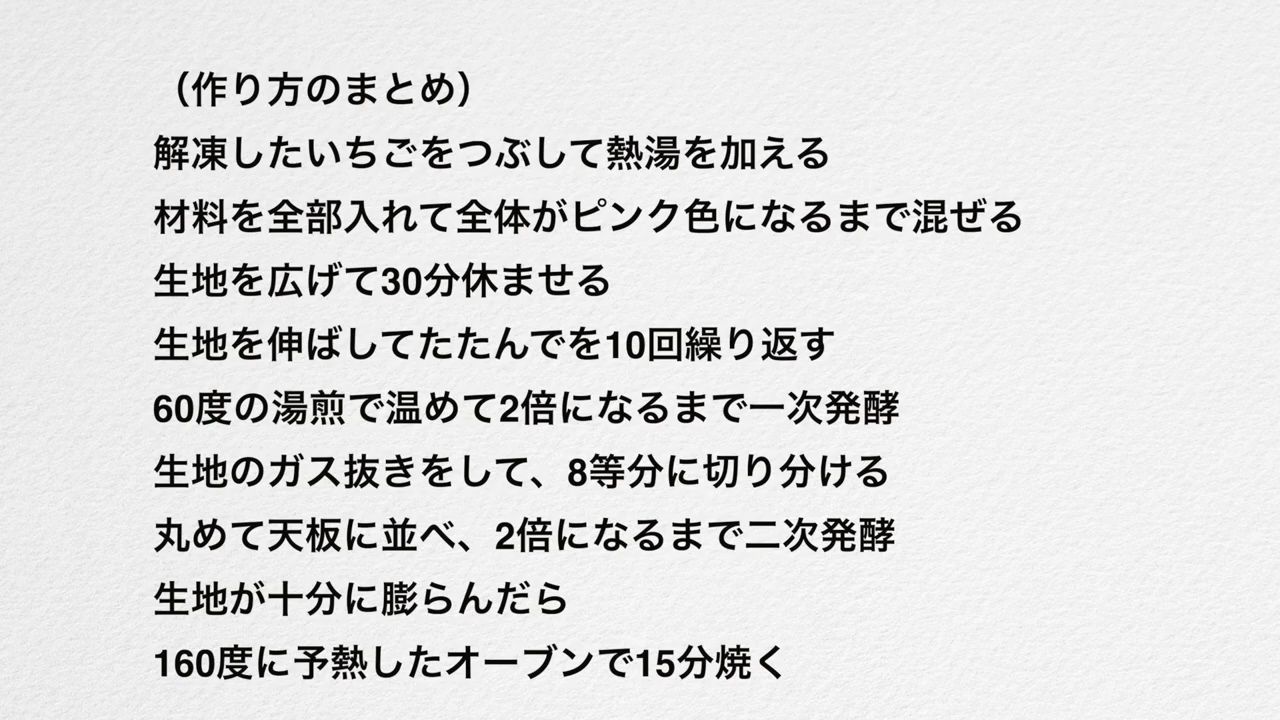 （作り方のまとめ）
解凍したいちごをつぶして熱湯を加える
材料を全部入れて全体がピンク色になるまで混ぜる
生地を広げて30分休ませる
生地を伸ばしてたたんでを10回繰り返す
60度の湯煎で温めて2倍になるまで一次発酵
生地のガス抜きをして、8等分に切り分ける
丸めて天板に並べ、2倍になるまで二次発酵
生地が十分に膨らんだら
160度に予熱したオーブンで15分焼く